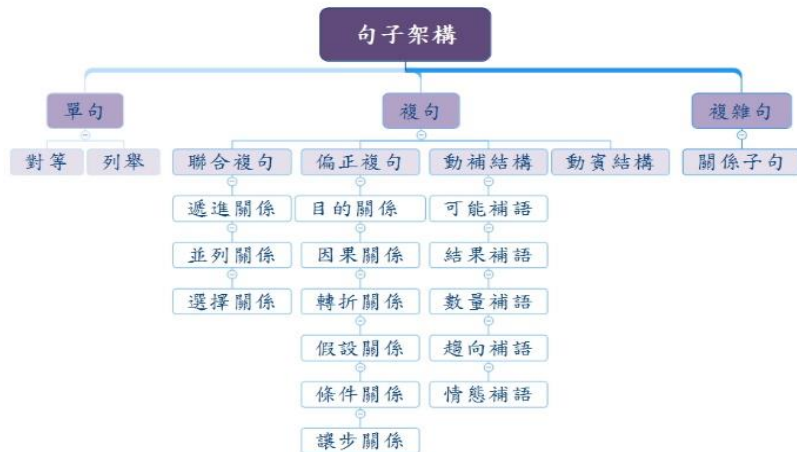 句子架構
單句
複句
複雜句
對等
列舉
聯合複句
偏正複句
動補結構
動賓結構
關係子句
遞進關係
目的關係
可能補語
並列關係
因果關係
結果補語
選擇關係
轉折關係
數量補語
假設關係
趨向補語
條件關係
情態補語
讓步關係